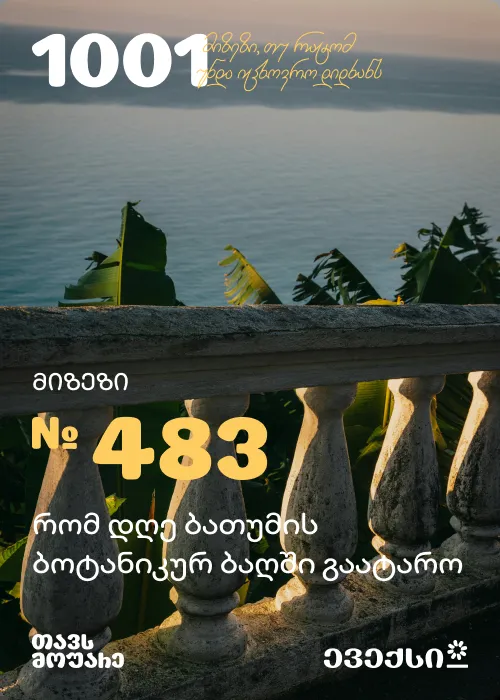 1001
მიზეზი, თუ რატომ
უნდა იცხოვრო დიდხანს
მიზეზი
№ 483
რომ დღე ბათუმის
ბოტანიკურ ბაღში გაატარო
თავს
მოუარე
ევექსი